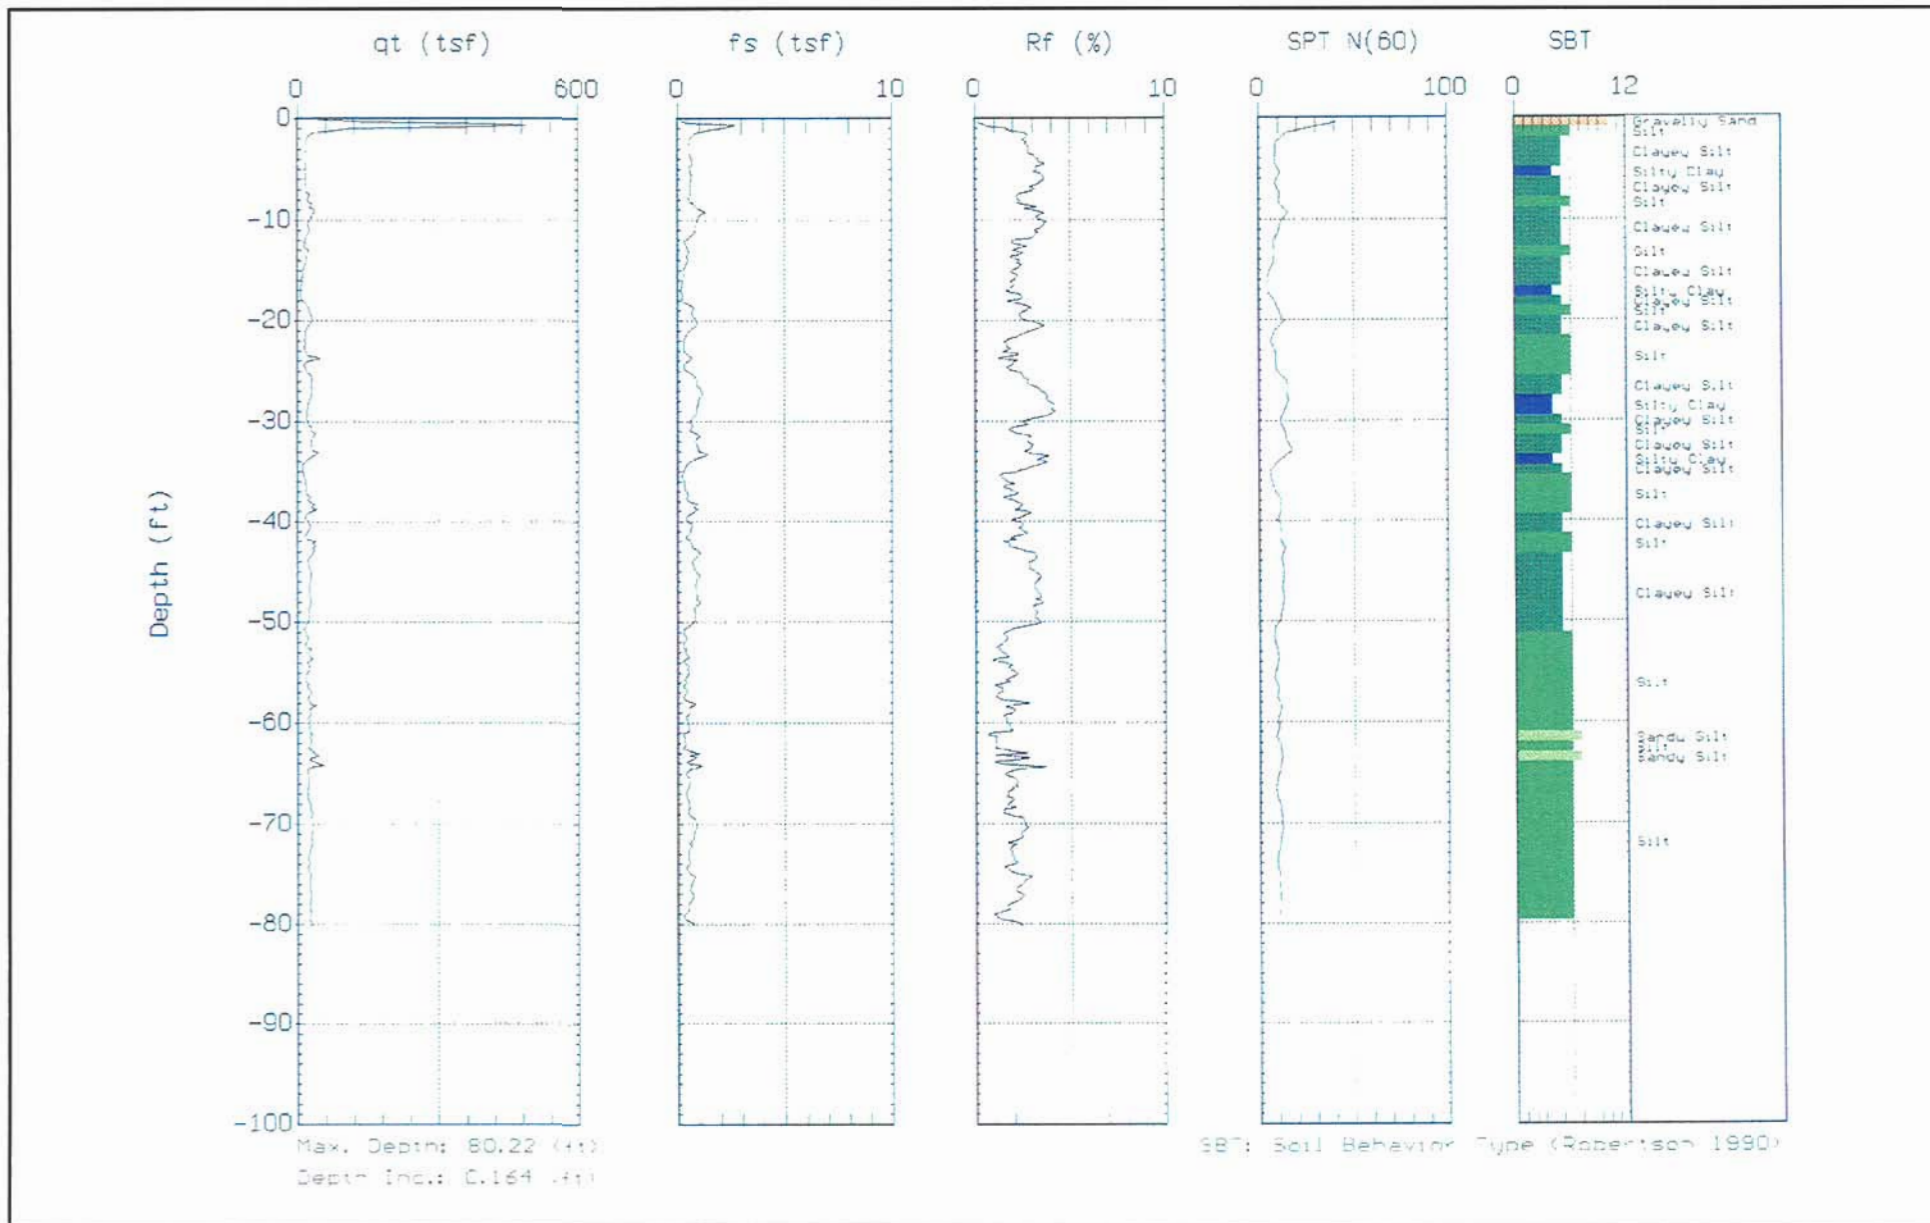 qt (tsf)
fs (tsf)
Rf (%)
SPT N(60)
SBT
0 600
0 10
0 10
0 100
0 12
0
-10
-20
-30
-40
-50
-60
-70
-80
-90
-100
Depth (ft)
Gravelly Sand
Silt
Clayey Silt
Silty Clay
Clayey Silt
Silt
Clayey Silt
Silt
Clayey Silt
Silty Clay
Clayey Silt
Silt
Clayey Silt
Silt
Clayey Silt
Silty Clay
Clayey Silt
Silt
Clayey Silt
Silty Clay
Clayey Silt
Silt
Clayey Silt
Silt
Clayey Silt
Silt
Sandy Silt
Silt
Sandy Silt
Silt
Max. Depth: 80.22 (ft)
Depth Inc.: 0.164 (ft)
SBT: Soil Behavior Type (Robertson 1990)